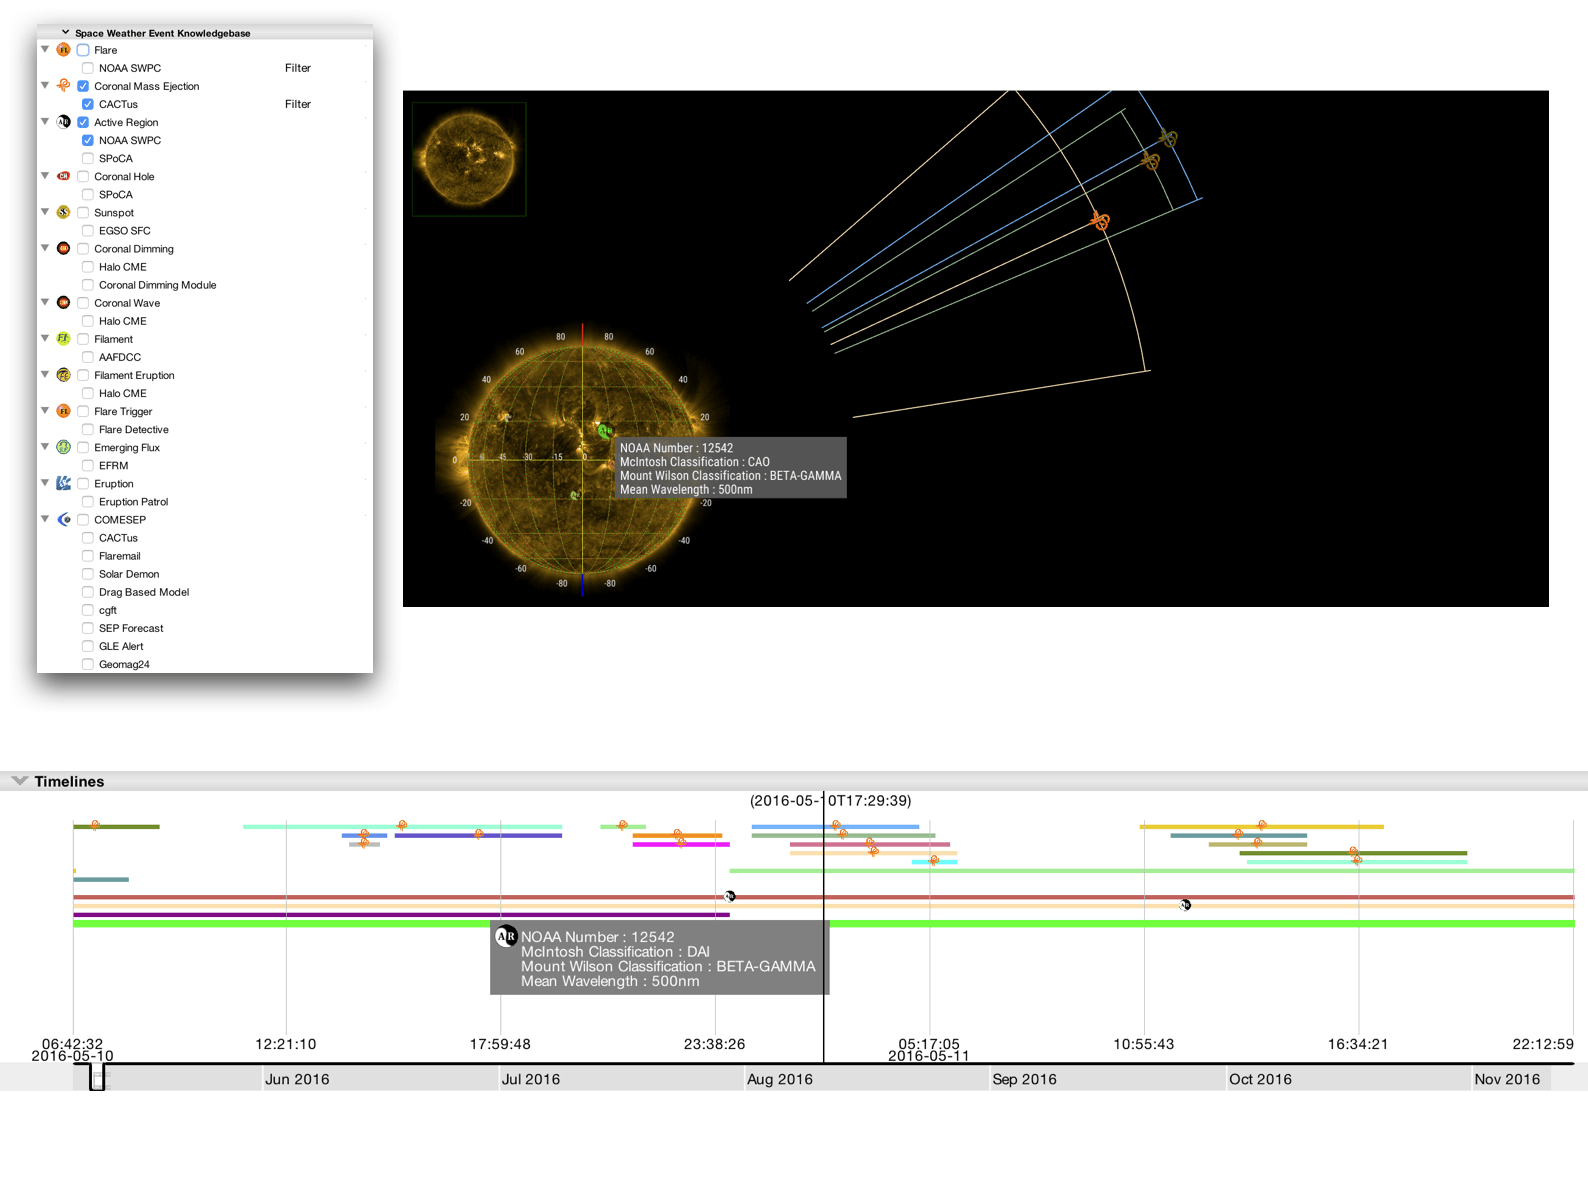 Space Weather Event Knowledgebase
Flare
NOAA SWPC Filter
Coronal Mass Ejection
CACTus Filter
Active Region
NOAA SWPC
SPoCA
Coronal Hole
SPoCA
Sunspot
EGSO SFC
Coronal Dimming
Halo CME
Coronal Dimming Module
Coronal Wave
Halo CME
Filament
AAFDCC
Filament Eruption
Halo CME
Flare Trigger
Flare Detective
Emerging Flux
EFRM
Eruption
Eruption Patrol
COMESEP
CACTus
Flaremail
Solar Demon
Drag Based Model
cgft
SEP Forecast
GLE Alert
Geomag24
80 80
60 60
40 40
20 20
0 -45 -30 -15 0
-20 -20
-40 -40
-60 -60
-80 -80
NOAA Number : 12542
McIntosh Classification : CAO
Mount Wilson Classification : BETA-GAMMA
Mean Wavelength : 500nm
Timelines
(2016-05-10T17:29:39)
AR NOAA Number : 12542
McIntosh Classification : DAI
Mount Wilson Classification : BETA-GAMMA
Mean Wavelength : 500nm
06:42:32 12:21:10 17:59:48 23:38:26 05:17:05 10:55:43 16:34:21 22:12:59
2016-05-10 2016-05-11
Jun 2016 Jul 2016 Aug 2016 Sep 2016 Oct 2016 Nov 2016